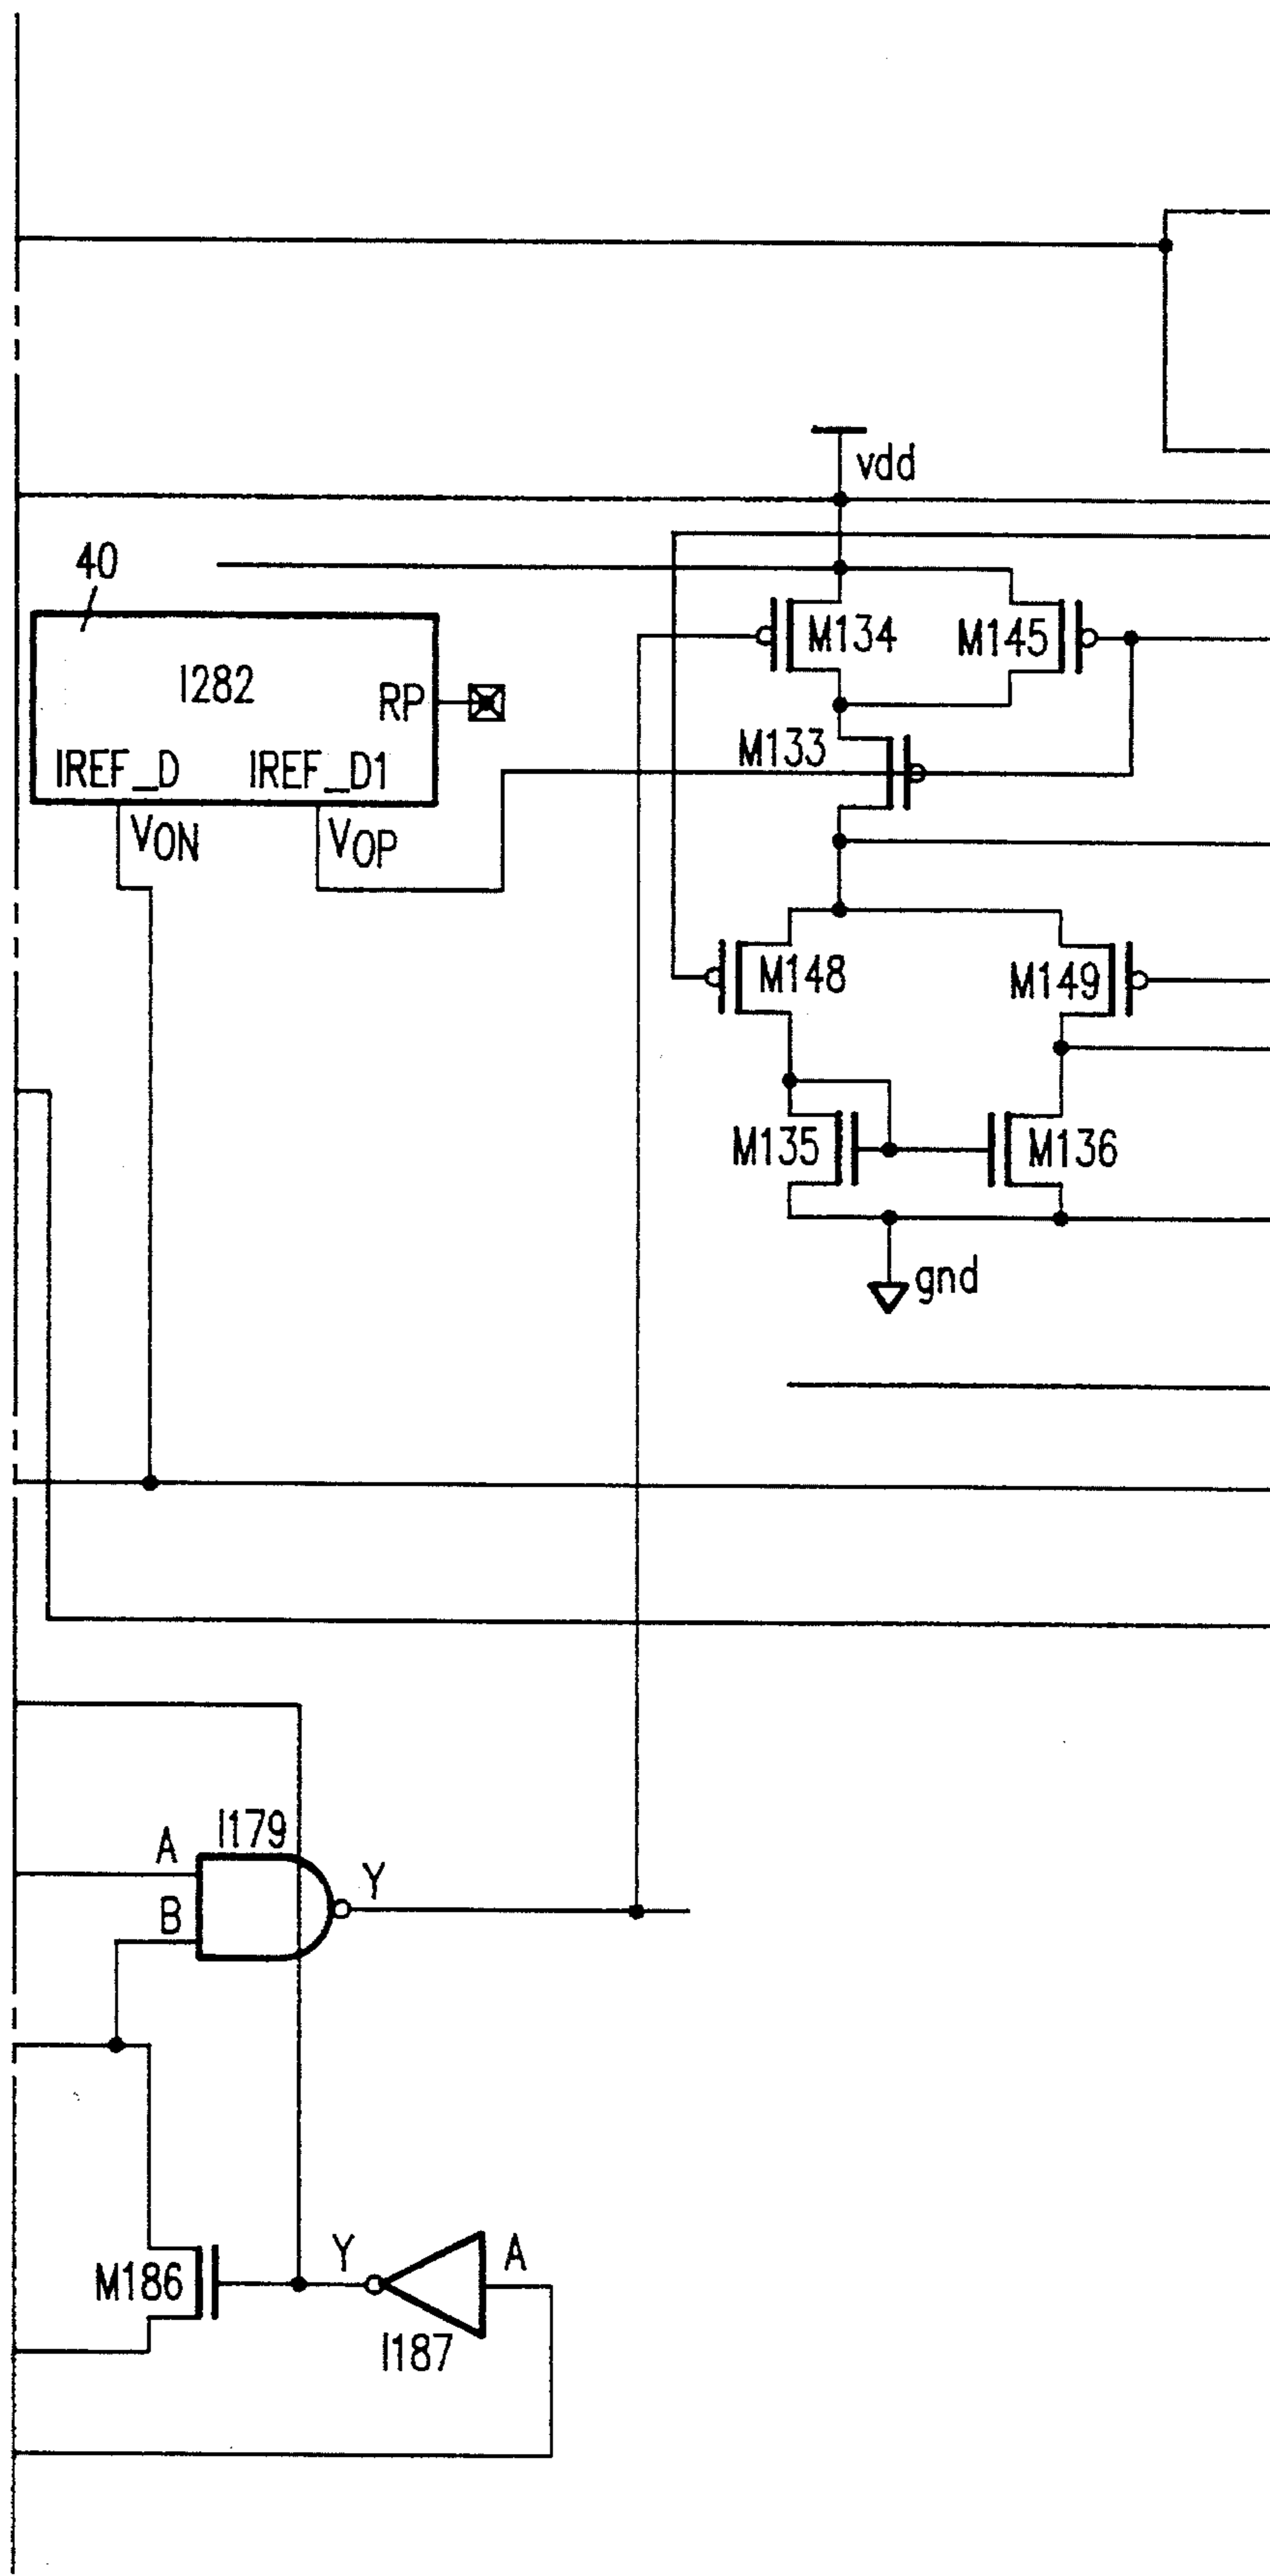 vdd
40
M134
M145
I282
RP
M133
IREF_D
IREF_D1
VON
VOP
M148
M149
M135
M136
gnd
I179
A
Y
B
Y
A
M186
I187